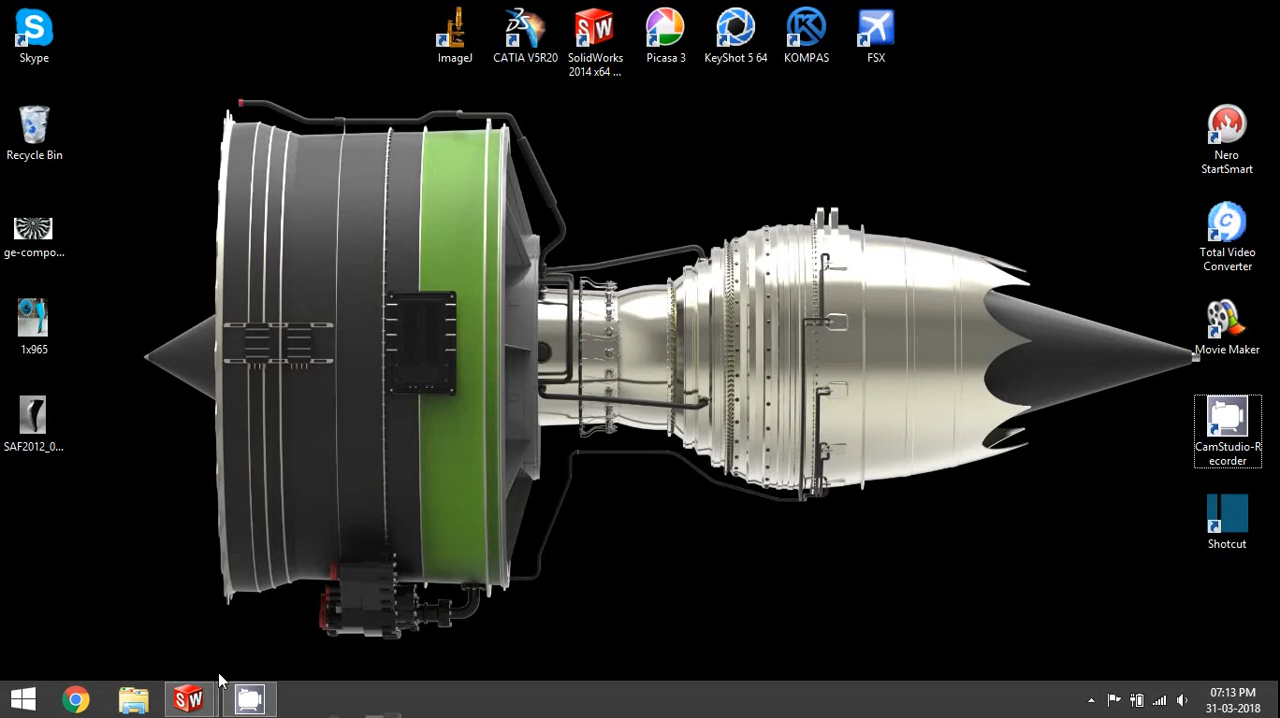 Skype
ImageJ
CATIA V5R20
SolidWorks
2014 x64 ...
Picasa 3
KeyShot 5 64
KOMPAS
FSX
Recycle Bin
Nero
StartSmart
ge-compo...
Total Video
Converter
1x965
Movie Maker
SAF2012_0...
CamStudio-R
ecorder
Shotcut
SW
07:13 PM
31-03-2018